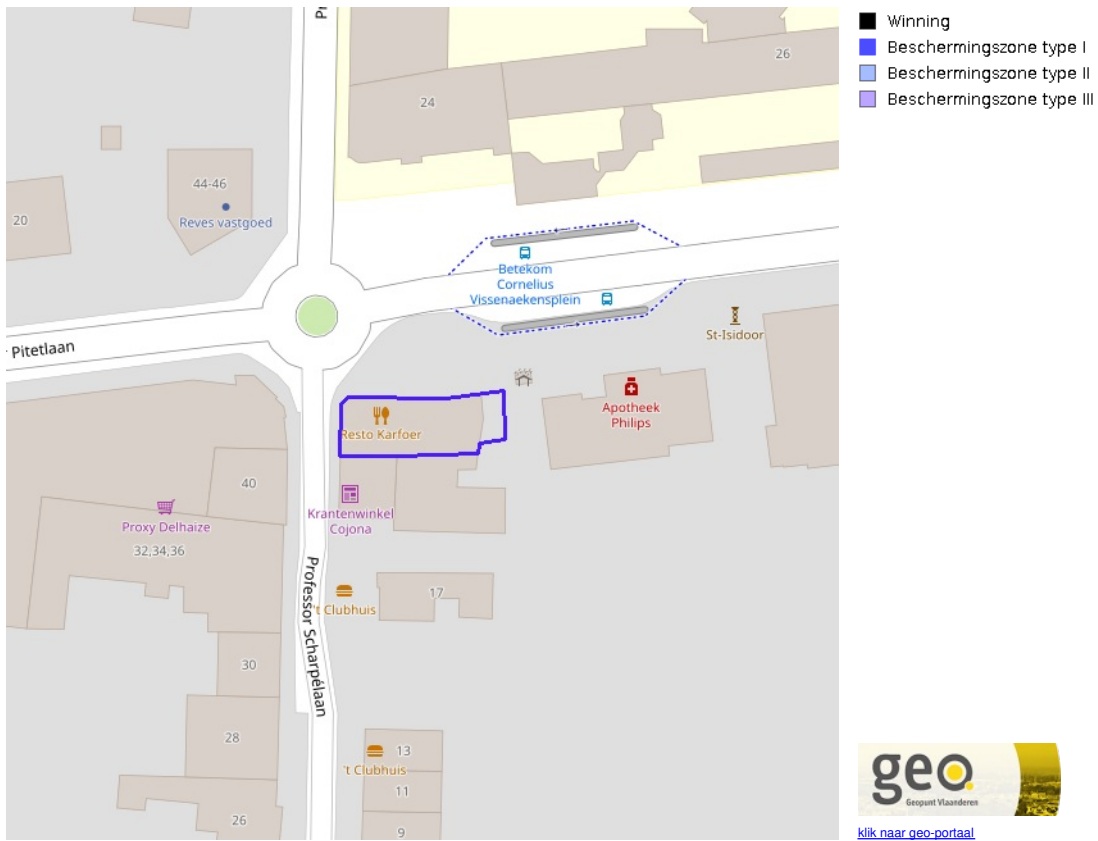 Pr
Winning
Beschermingszone type I
Beschermingszone type II
Beschermingszone type III
26
24
44-46
Reves vastgoed
20
Betekom
Cornelius
Vissenaekensplein
St-Isidoor
r Pitetlaan
Apotheek
Philips
Resto Karfoer
40
Krantenwinkel
Cojona
Proxy Delhaize
32,34,36
Professor Scharpélaan
't Clubhuis
17
30
28
13
't Clubhuis
11
26
9
geo.
Geopunt Vlaanderen
klik naar geo-portaal